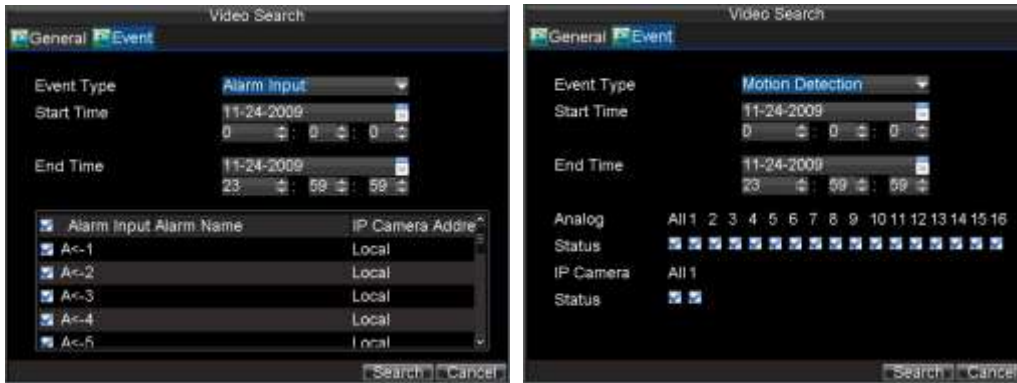 Video Search
General Event
Event Type Alarm Input
Start Time 11-24-2009
0 : 0 : 0
End Time 11-24-2009
23 : 59 : 59
Alarm Input Alarm Name IP Camera Addre
A<-1 Local
A<-2 Local
A<-3 Local
A<-4 Local
A<-5 Local
Search Cancel
Video Search
General Event
Event Type Motion Detection
Start Time 11-24-2009
0 : 0 : 0
End Time 11-24-2009
23 : 59 : 59
Analog All 1 2 3 4 5 6 7 8 9 10 11 12 13 14 15 16
Status
IP Camera All 1
Status
Search Cancel